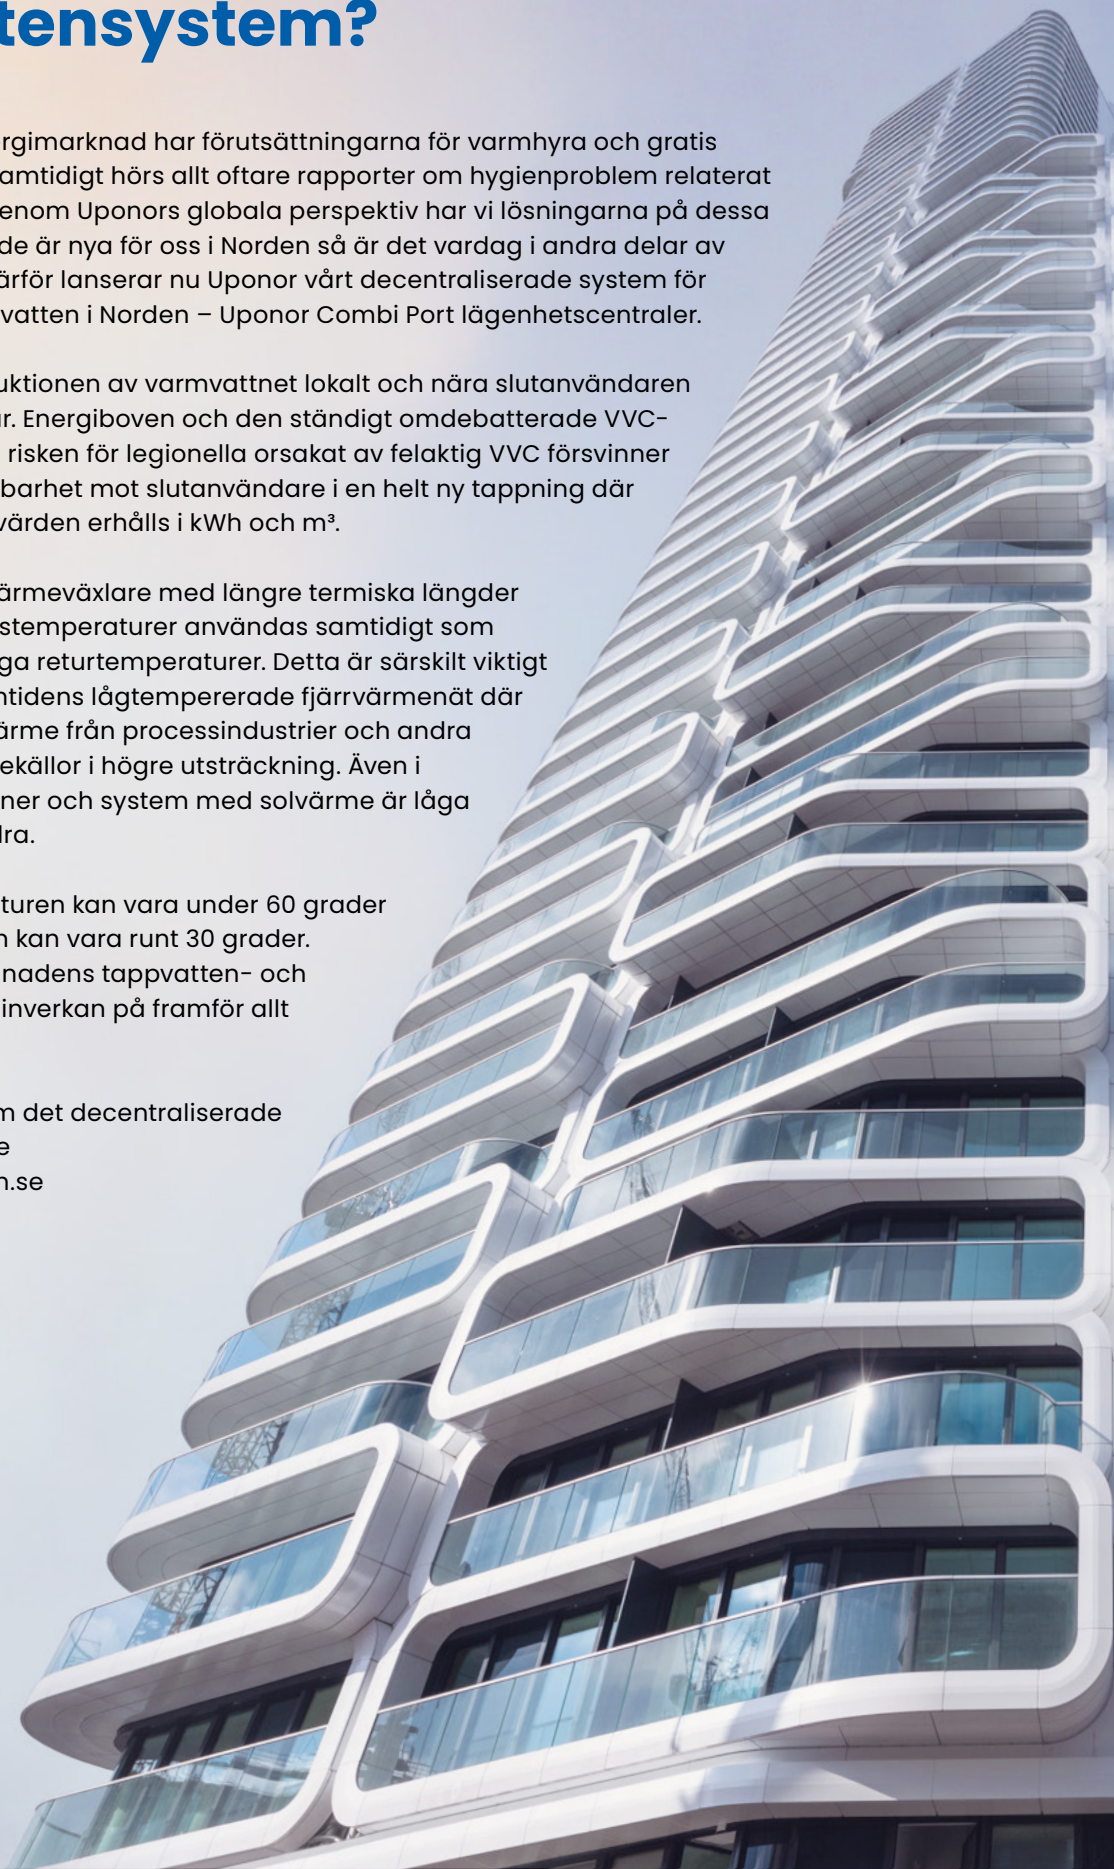 tensystem?
rgimarknad har förutsättningarna för varmhyra och gratis
amtidigt hörs allt oftare rapporter om hygienproblem relaterat
enom Uponors globala perspektiv har vi lösningarna på dessa
de är nya för oss i Norden så är det vardag i andra delar av
ärför lanserar nu Uponor vårt decentraliserade system för
vatten i Norden – Uponor Combi Port lägenhetscentraler.
uktionen av varmvattnet lokalt och nära slutanvändaren
ar. Energiboven och den ständigt omdebatterade VVC-
risken för legionella orsakat av felaktig VVC försvinner
barhet mot slutanvändare i en helt ny tappning där
värden erhålls i kWh och m³.
ärmeväxlare med längre termiska längder
stemperaturer användas samtidigt som
ga returtemperaturer. Detta är särskilt viktigt
ntidens lågtempererade fjärrvärmenät där
ärme från processindustrier och andra
ekällor i högre utsträckning. Även i
ner och system med solvärme är låga
dra.
turen kan vara under 60 grader
n kan vara runt 30 grader.
nadens tappvatten- och
inverkan på framför allt
m det decentraliserade
e
n.se